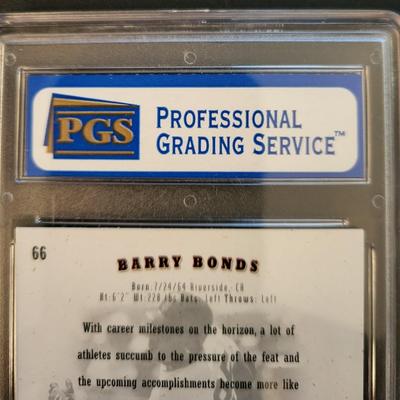 PGS
PROFESSIONAL
GRADING SERVICE™
66
BARRY BONDS
Born: 7/24/64 Riverside, CA
Ht: 6'2" Wt: 228 lbs Bats: Left Throws: Left
With career milestones on the horizon, a lot of
athletes succumb to the pressure of the feat and
the upcoming accomplishments become more like